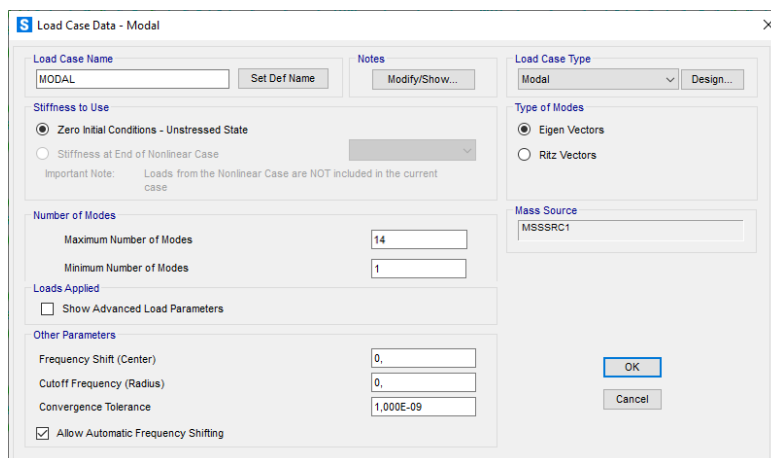 S Load Case Data - Modal
Load Case Name
MODAL
Set Def Name
Notes
Modify/Show...
Load Case Type
Modal
Design...
Stiffness to Use
Zero Initial Conditions - Unstressed State
Stiffness at End of Nonlinear Case
Important Note: Loads from the Nonlinear Case are NOT included in the current
case
Type of Modes
Eigen Vectors
Ritz Vectors
Number of Modes
Maximum Number of Modes 14
Minimum Number of Modes 1
Mass Source
MSSSRC1
Loads Applied
Show Advanced Load Parameters
Other Parameters
Frequency Shift (Center) 0,
Cutoff Frequency (Radius) 0,
Convergence Tolerance 1,000E-09
Allow Automatic Frequency Shifting
OK
Cancel